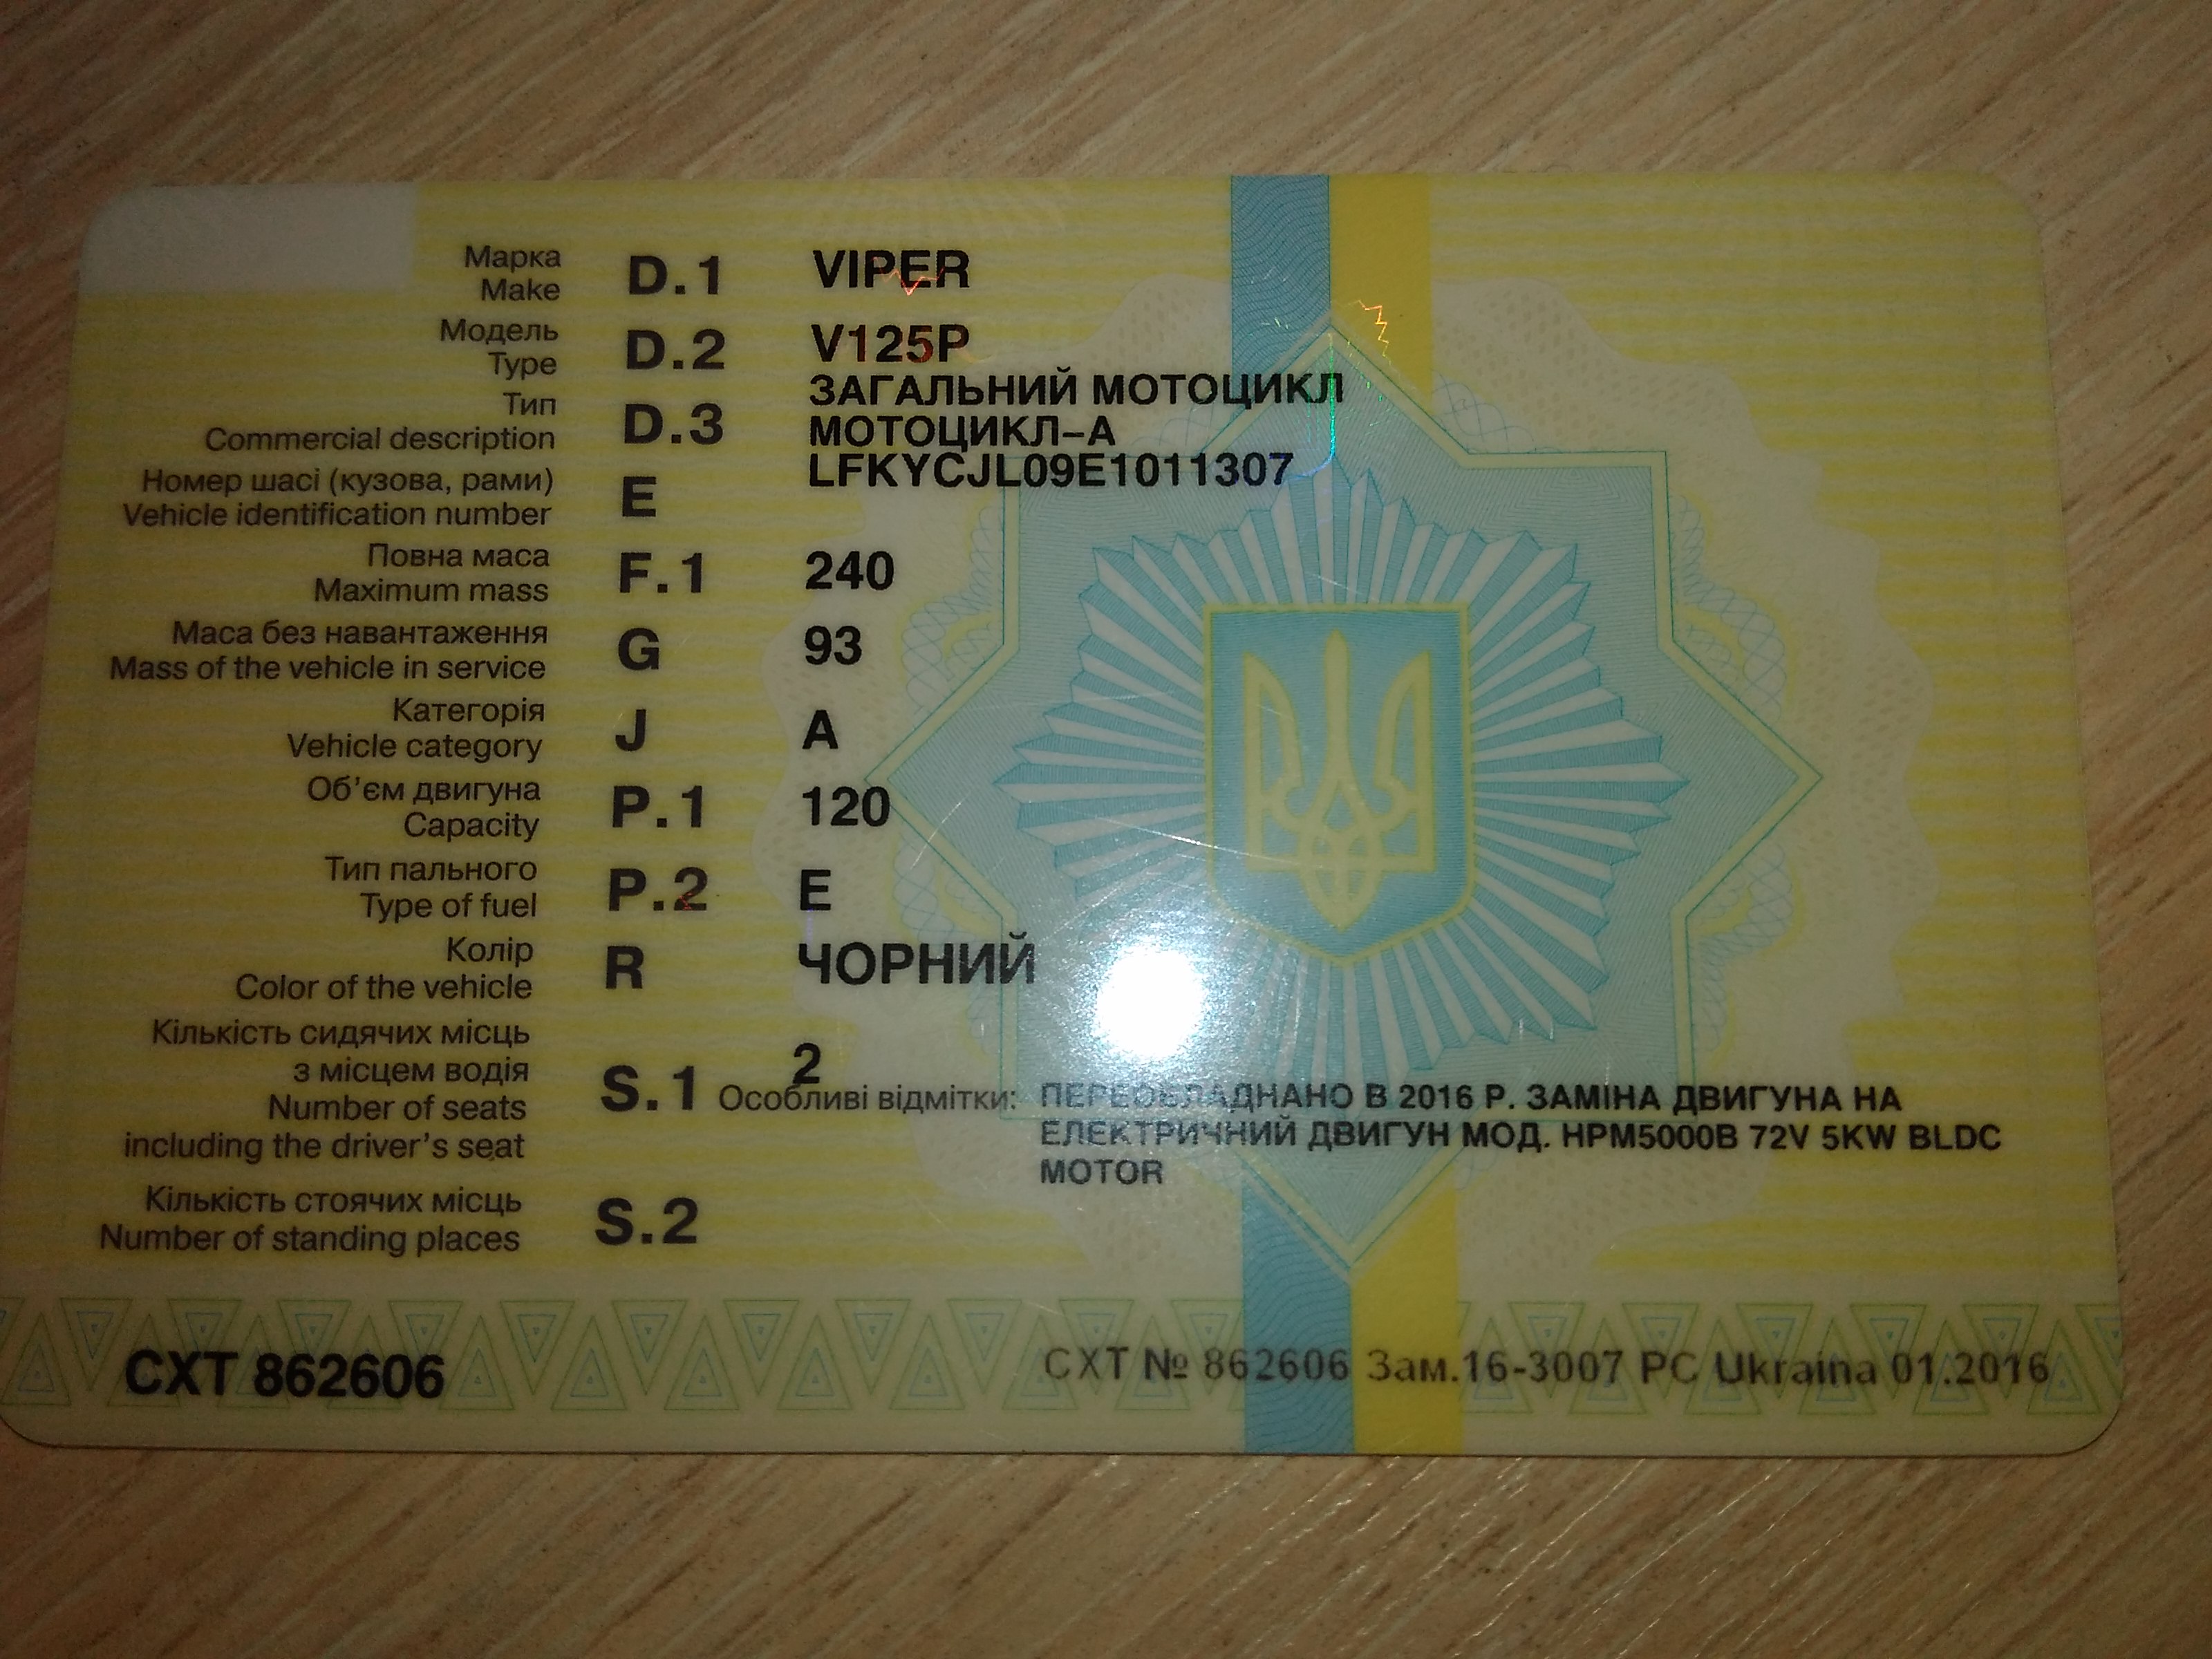 Марка
Make D.1 VIPER
Модель
Type D.2 V125P
Тип ЗАГАЛЬНИЙ МОТОЦИКЛ
Commercial description D.3 МОТОЦИКЛ–А
Номер шасі (кузова, рами) LFKYCJL09E1011307
Vehicle identification number E
Повна маса
Maximum mass F.1 240
Маса без навантаження
Mass of the vehicle in service G 93
Категорія
Vehicle category J A
Об'єм двигуна
Capacity P.1 120
Тип пального
Type of fuel P.2 E
Колір
Color of the vehicle R ЧОРНИЙ
Кількість сидячих місць
з місцем водія 2
Number of seats S.1 Особливі відмітки: ПЕРЕОБЛАДНАНО В 2016 Р. ЗАМІНА ДВИГУНА НА
including the driver's seat ЕЛЕКТРИЧНИЙ ДВИГУН МОД. HPM5000B 72V 5KW BLDC
MOTOR
Кількість стоячих місць
Number of standing places S.2
СХТ 862606
СХТ № 862606 Зам.16-3007 РС Ukraina 01.2016